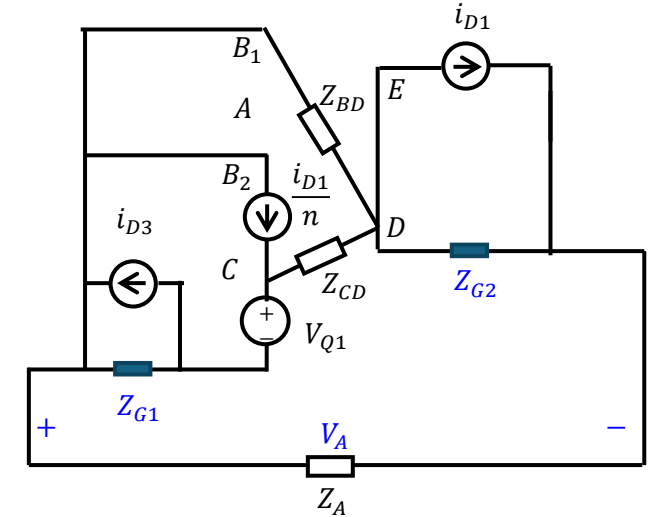 i_{D1}
B_1
E
Z_{BD}
A
B_2
\frac{i_{D1}}{n}
i_{D3}
D
C
Z_{CD}
Z_{G2}
+
−
V_{Q1}
Z_{G1}
+
V_A
−
Z_A